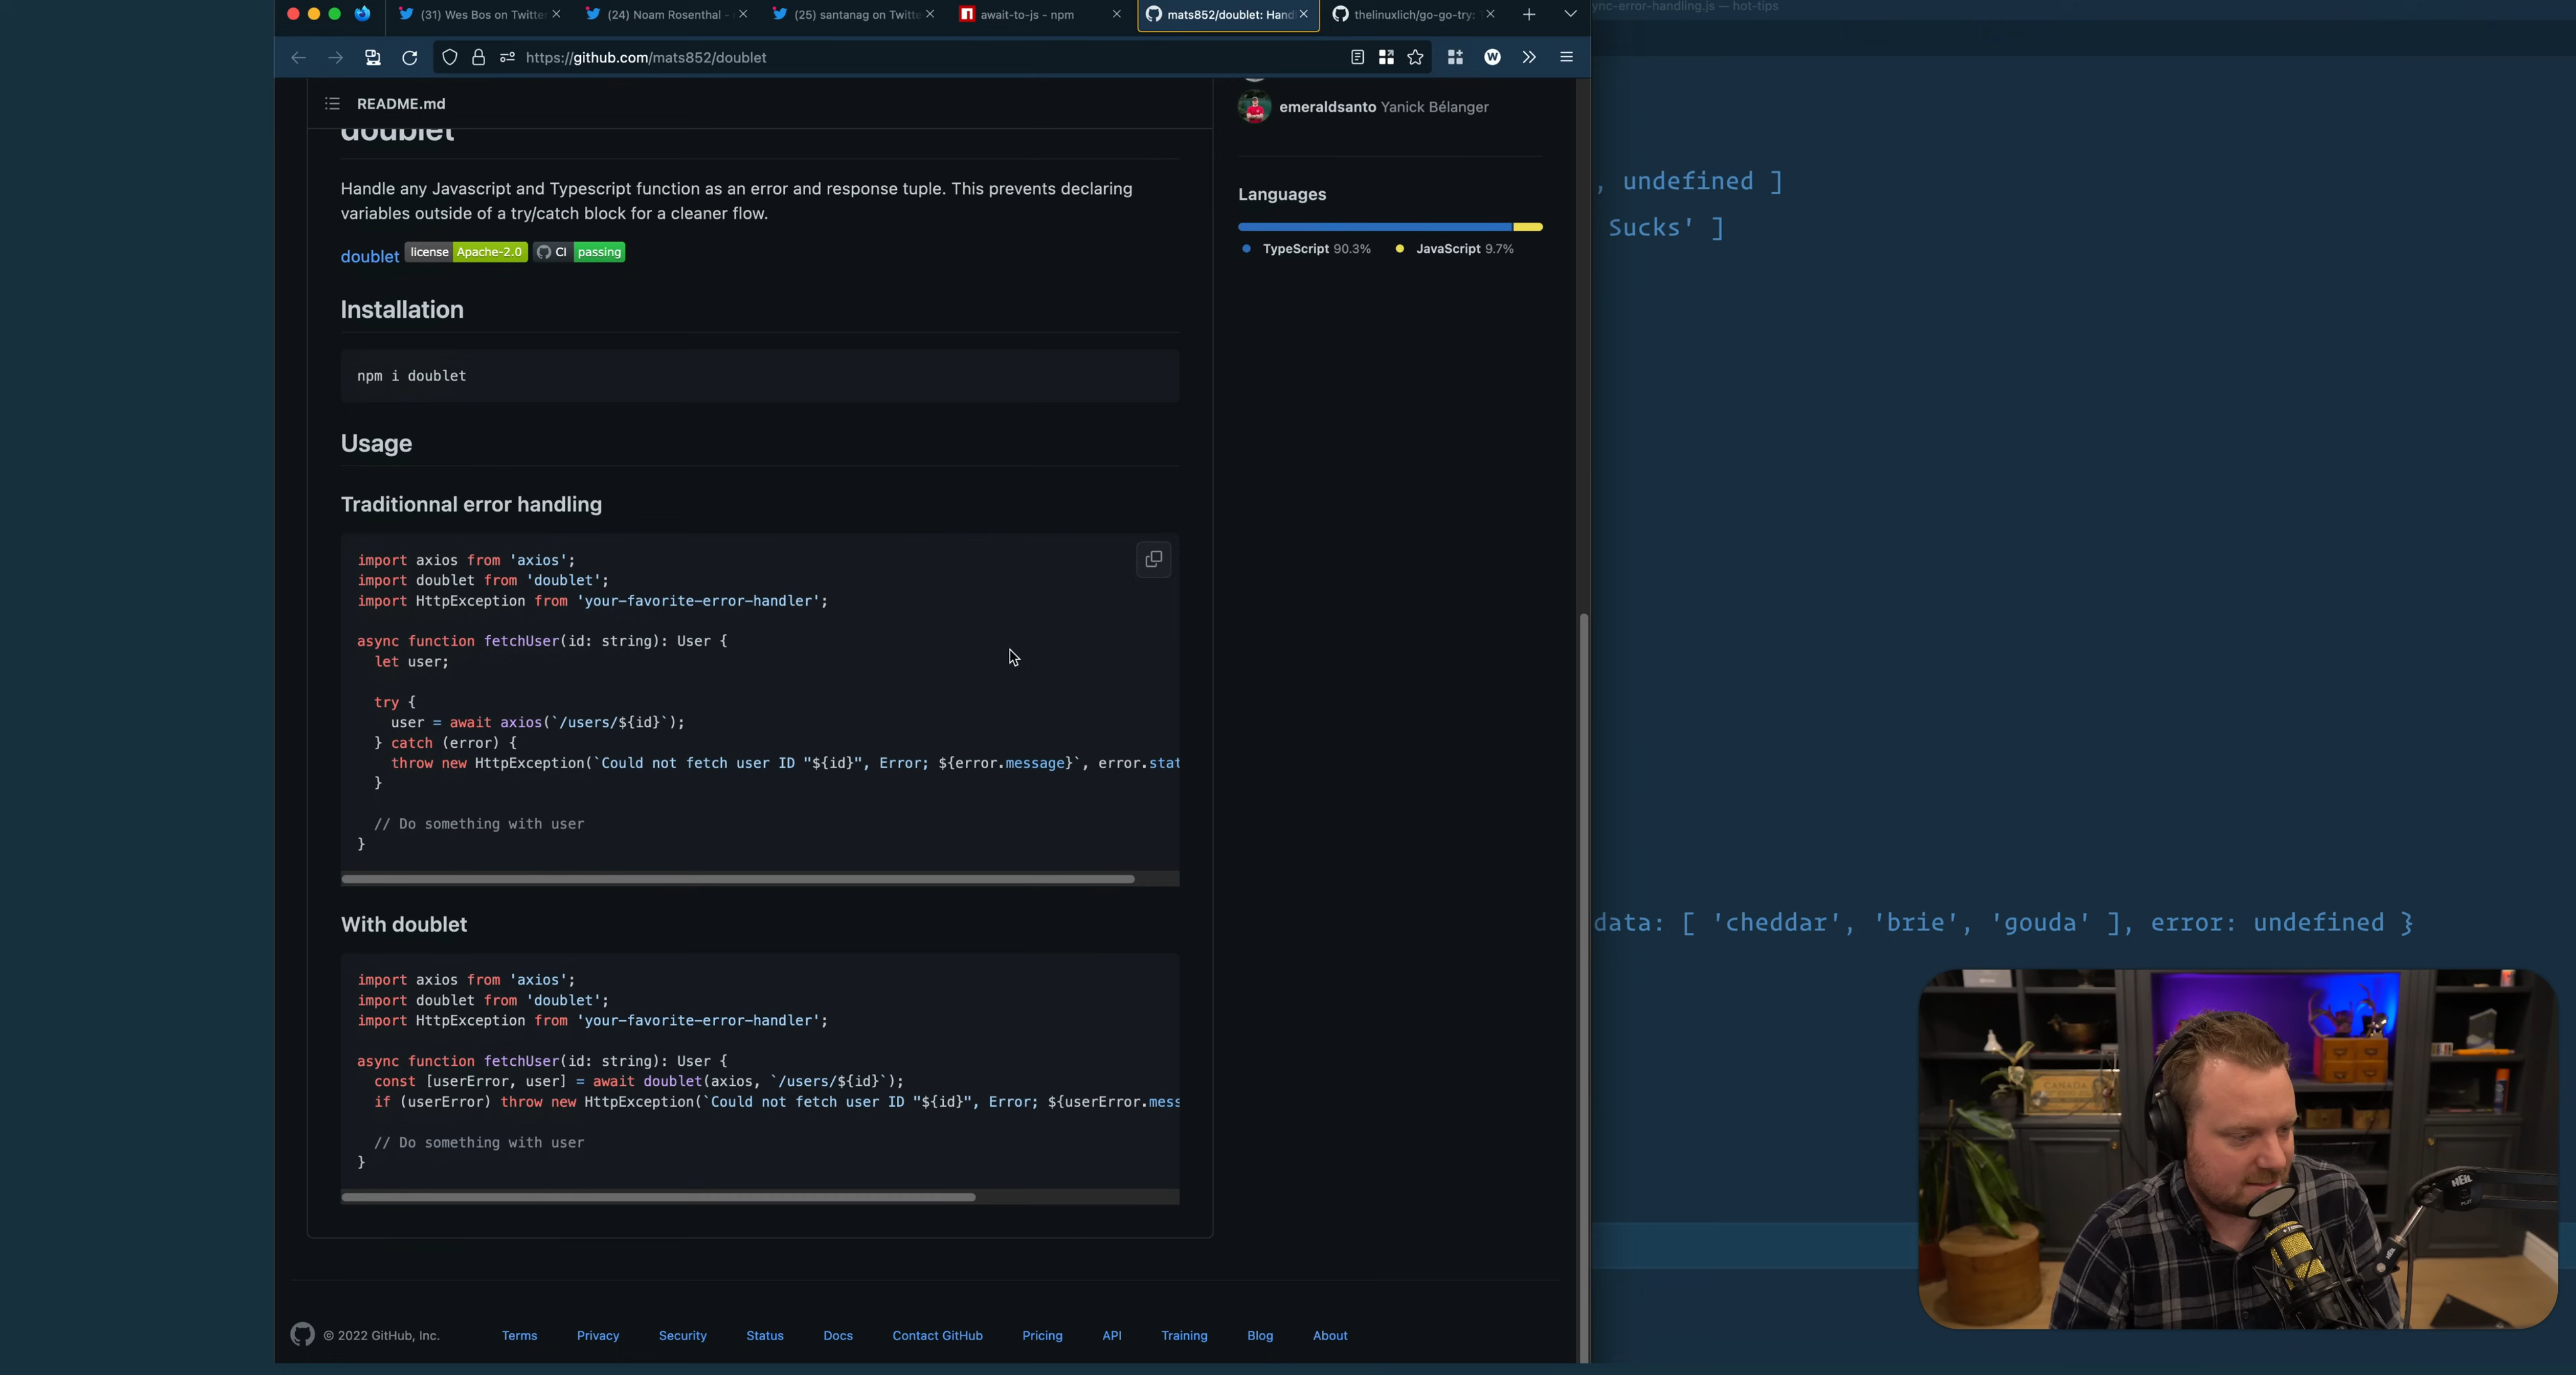 (31) Wes Bos on Twitter
(24) Noam Rosenthal -
(25) santanag on Twitte
await-to-js - npm
mats852/doublet: Hand
thelinuxlich/go-go-try:
ync-error-handling.js — hot-tips
https://github.com/mats852/doublet
W
README.md
emeraldsanto Yanick Bélanger
doublet
Handle any Javascript and Typescript function as an error and response tuple. This prevents declaring
variables outside of a try/catch block for a cleaner flow.
doublet license Apache-2.0 CI passing
Languages
TypeScript 90.3% JavaScript 9.7%
, undefined ]
Sucks' ]
Installation
npm i doublet
Usage
Traditionnal error handling
import axios from 'axios';
import doublet from 'doublet';
import HttpException from 'your-favorite-error-handler';
async function fetchUser(id: string): User {
let user;
try {
user = await axios(`/users/${id}`);
} catch (error) {
throw new HttpException(`Could not fetch user ID "${id}", Error; ${error.message}`, error.stat
}
// Do something with user
}
With doublet
import axios from 'axios';
import doublet from 'doublet';
import HttpException from 'your-favorite-error-handler';
async function fetchUser(id: string): User {
const [userError, user] = await doublet(axios, `/users/${id}`);
if (userError) throw new HttpException(`Could not fetch user ID "${id}", Error; ${userError.mess
// Do something with user
}
data: [ 'cheddar', 'brie', 'gouda' ], error: undefined }
CANADA
HEIL
© 2022 GitHub, Inc. Terms Privacy Security Status Docs Contact GitHub Pricing API Training Blog About